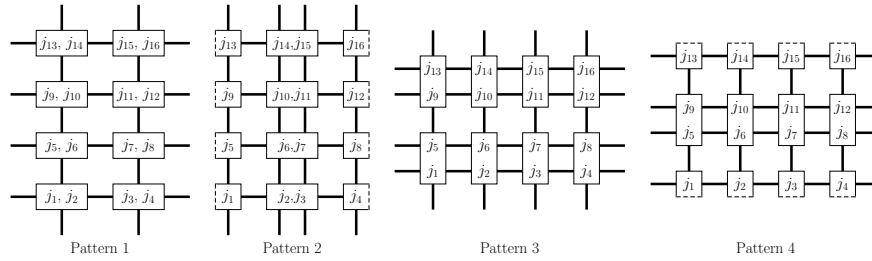 j₁₃, j₁₄ j₁₅, j₁₆
j₉, j₁₀ j₁₁, j₁₂
j₅, j₆ j₇, j₈
j₁, j₂ j₃, j₄
Pattern 1
j₁₃ j₁₄,j₁₅ j₁₆
j₉ j₁₀,j₁₁ j₁₂
j₅ j₆,j₇ j₈
j₁ j₂,j₃ j₄
Pattern 2
j₁₃ j₁₄ j₁₅ j₁₆
j₉ j₁₀ j₁₁ j₁₂
j₅ j₆ j₇ j₈
j₁ j₂ j₃ j₄
Pattern 3
j₁₃ j₁₄ j₁₅ j₁₆
j₉ j₁₀ j₁₁ j₁₂
j₅ j₆ j₇ j₈
j₁ j₂ j₃ j₄
Pattern 4